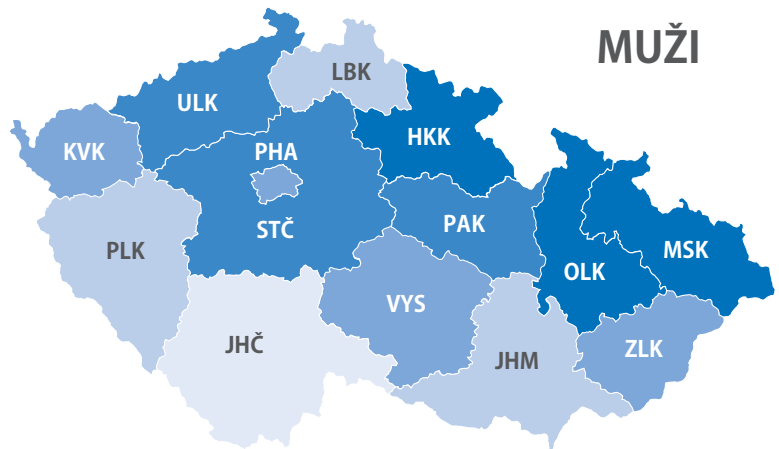 MUŽI
LBK
ULK
HKK
KVK
PHA
STČ
PAK
PLK
MSK
OLK
VYS
JHČ
JHM
ZLK